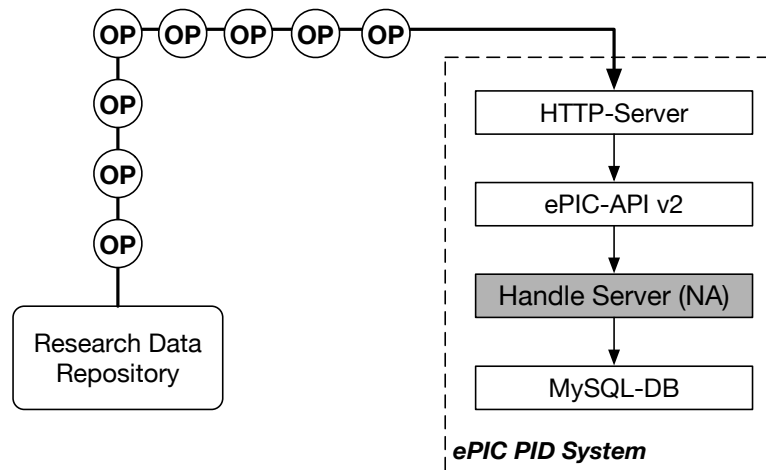 OP OP OP OP OP
OP
OP
OP
Research Data
Repository
HTTP-Server
ePIC-API v2
Handle Server (NA)
MySQL-DB
ePIC PID System